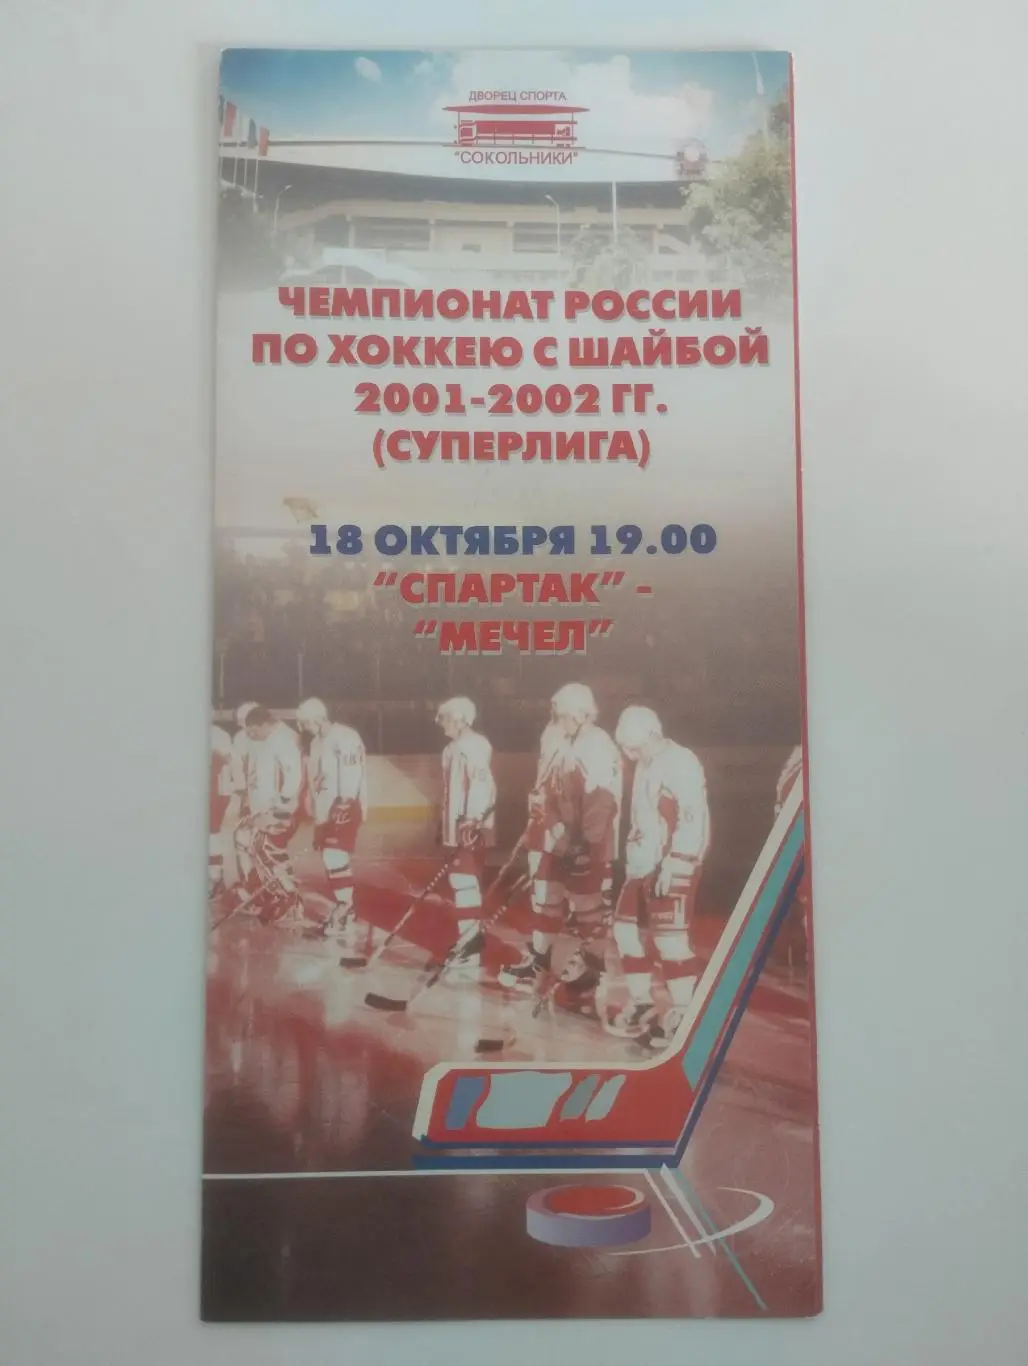 ДВОРЕЦ СПОРТА
"СОКОЛЬНИКИ"
ЧЕМПИОНАТ РОССИИ
ПО ХОККЕЮ С ШАЙБОЙ
2001-2002 ГГ.
(СУПЕРЛИГА)
18 ОКТЯБРЯ 19.00
"СПАРТАК" -
"МЕЧЕЛ"